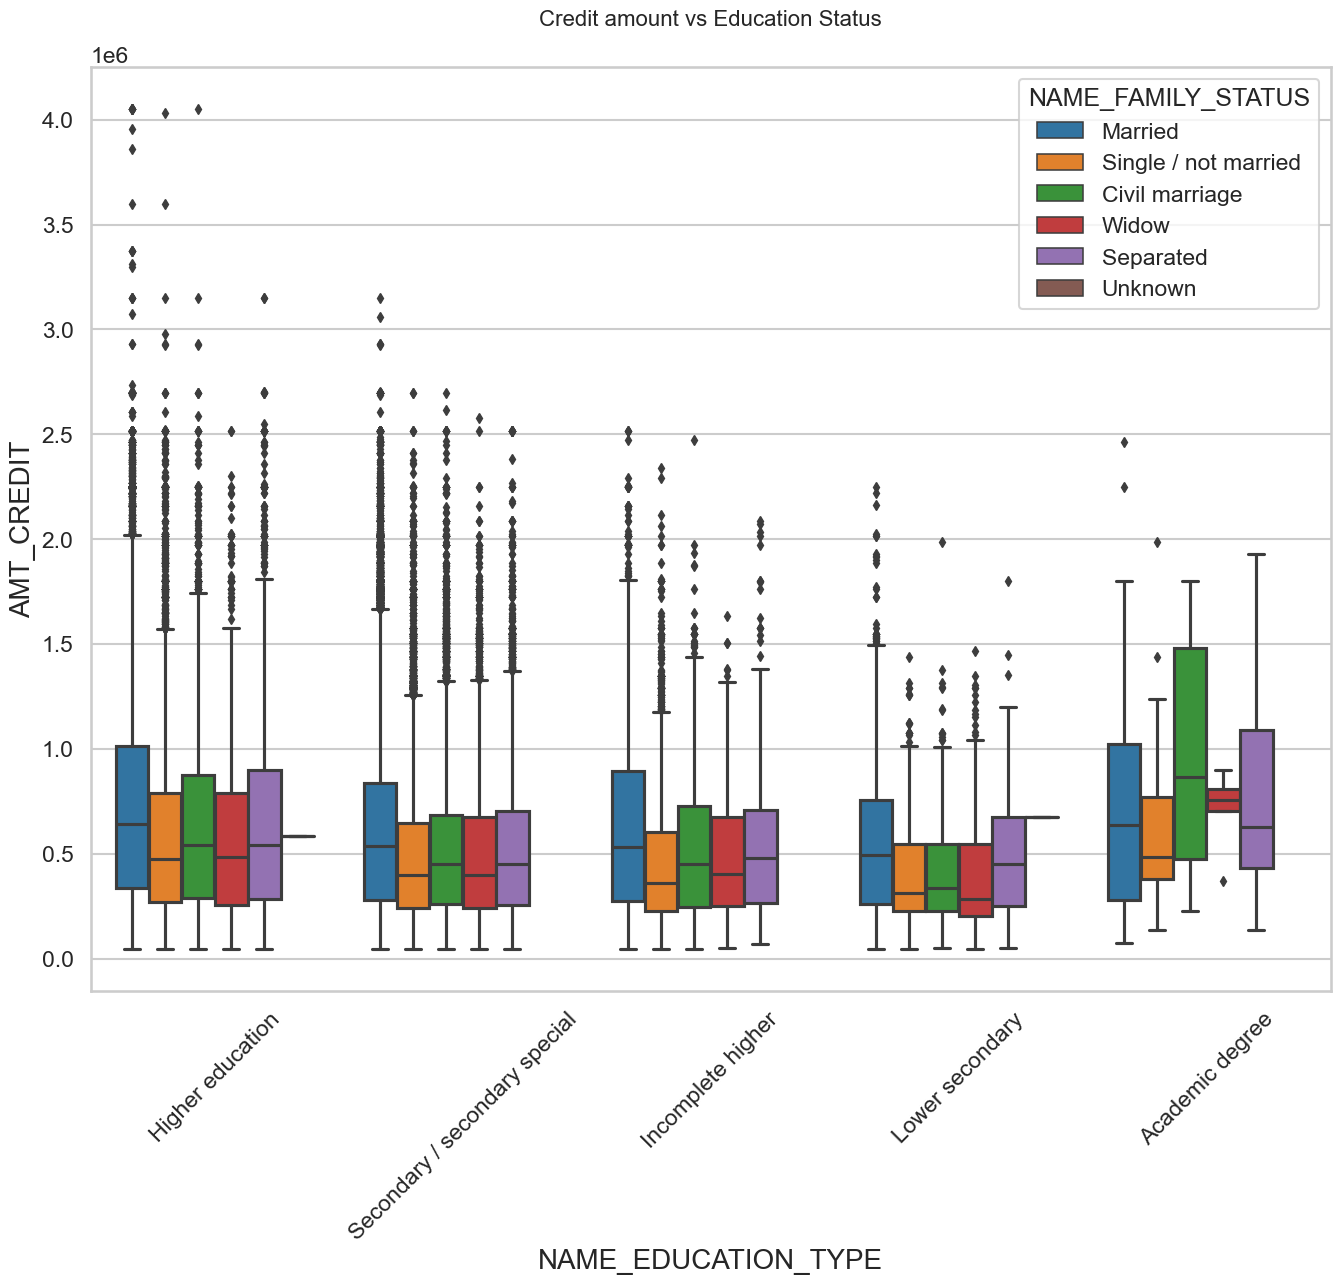 Credit amount vs Education Status
1e6
NAME_FAMILY_STATUS
Married
Single / not married
Civil marriage
Widow
Separated
Unknown
4.0
3.5
3.0
2.5
2.0
1.5
1.0
0.5
0.0
AMT_CREDIT
Higher education
Secondary / secondary special
Incomplete higher
Lower secondary
Academic degree
NAME_EDUCATION_TYPE